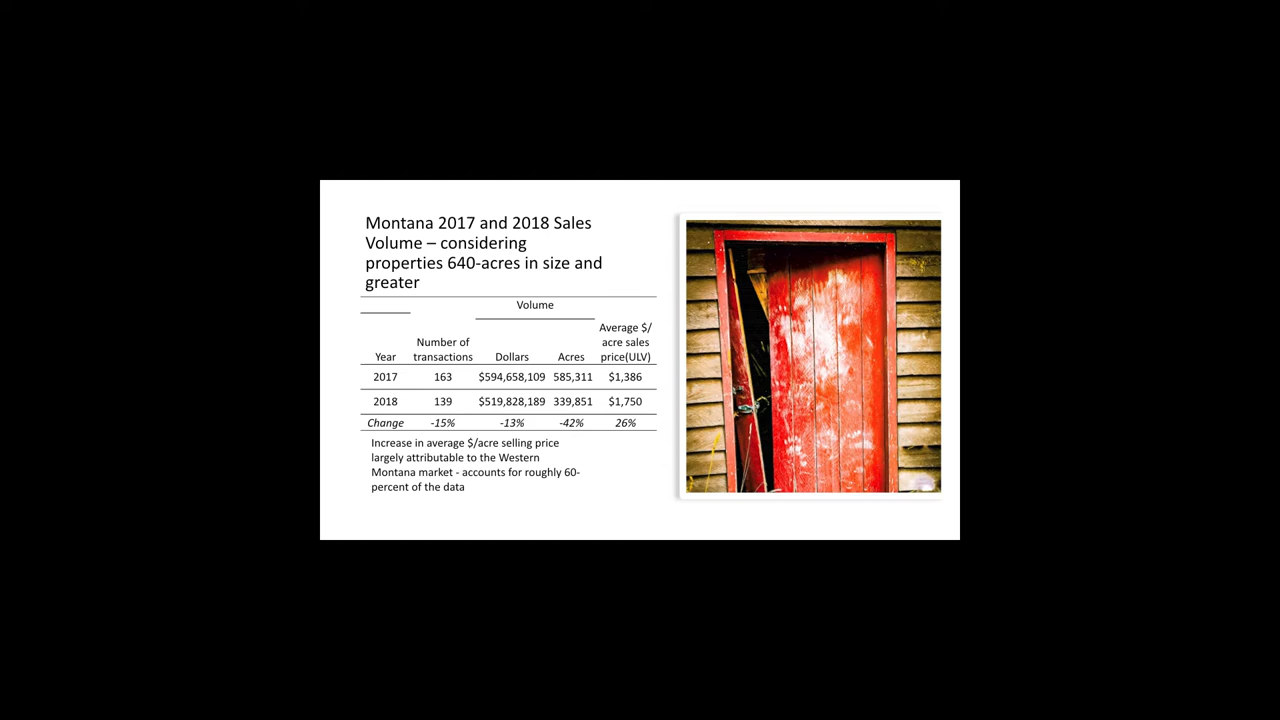 Montana 2017 and 2018 Sales
Volume – considering
properties 640-acres in size and
greater
Volume
Year Number of transactions Dollars Acres Average $/ acre sales price(ULV)
2017 163 $594,658,109 585,311 $1,386
2018 139 $519,828,189 339,851 $1,750
Change -15% -13% -42% 26%
Increase in average $/acre selling price
largely attributable to the Western
Montana market - accounts for roughly 60-
percent of the data